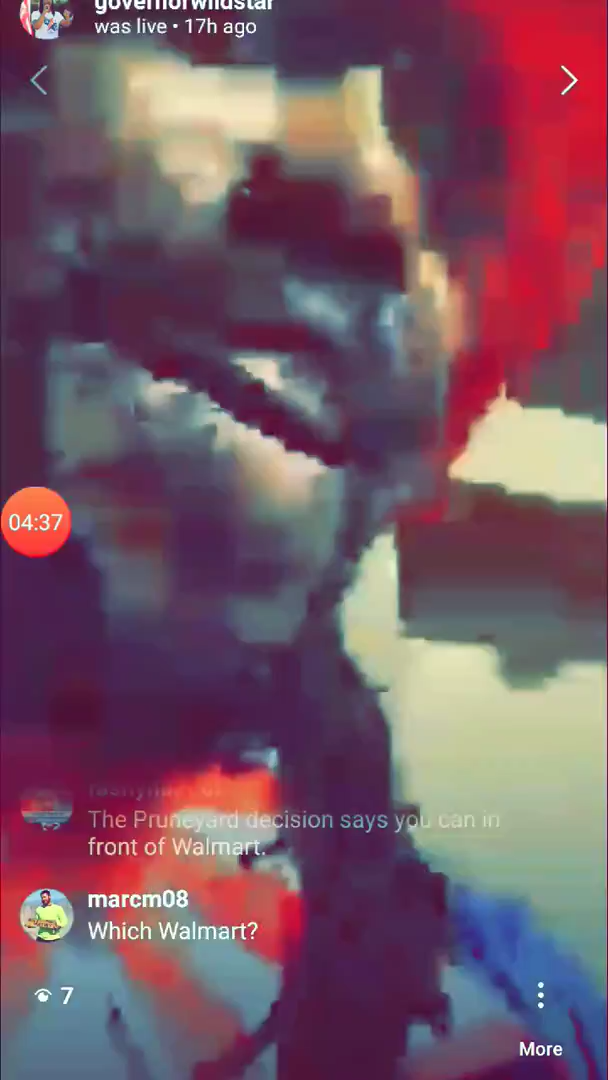 governorwildstar
was live • 17h ago
04:37
The Pruneyard decision says you can in
front of Walmart.
marcm08
Which Walmart?
7
More